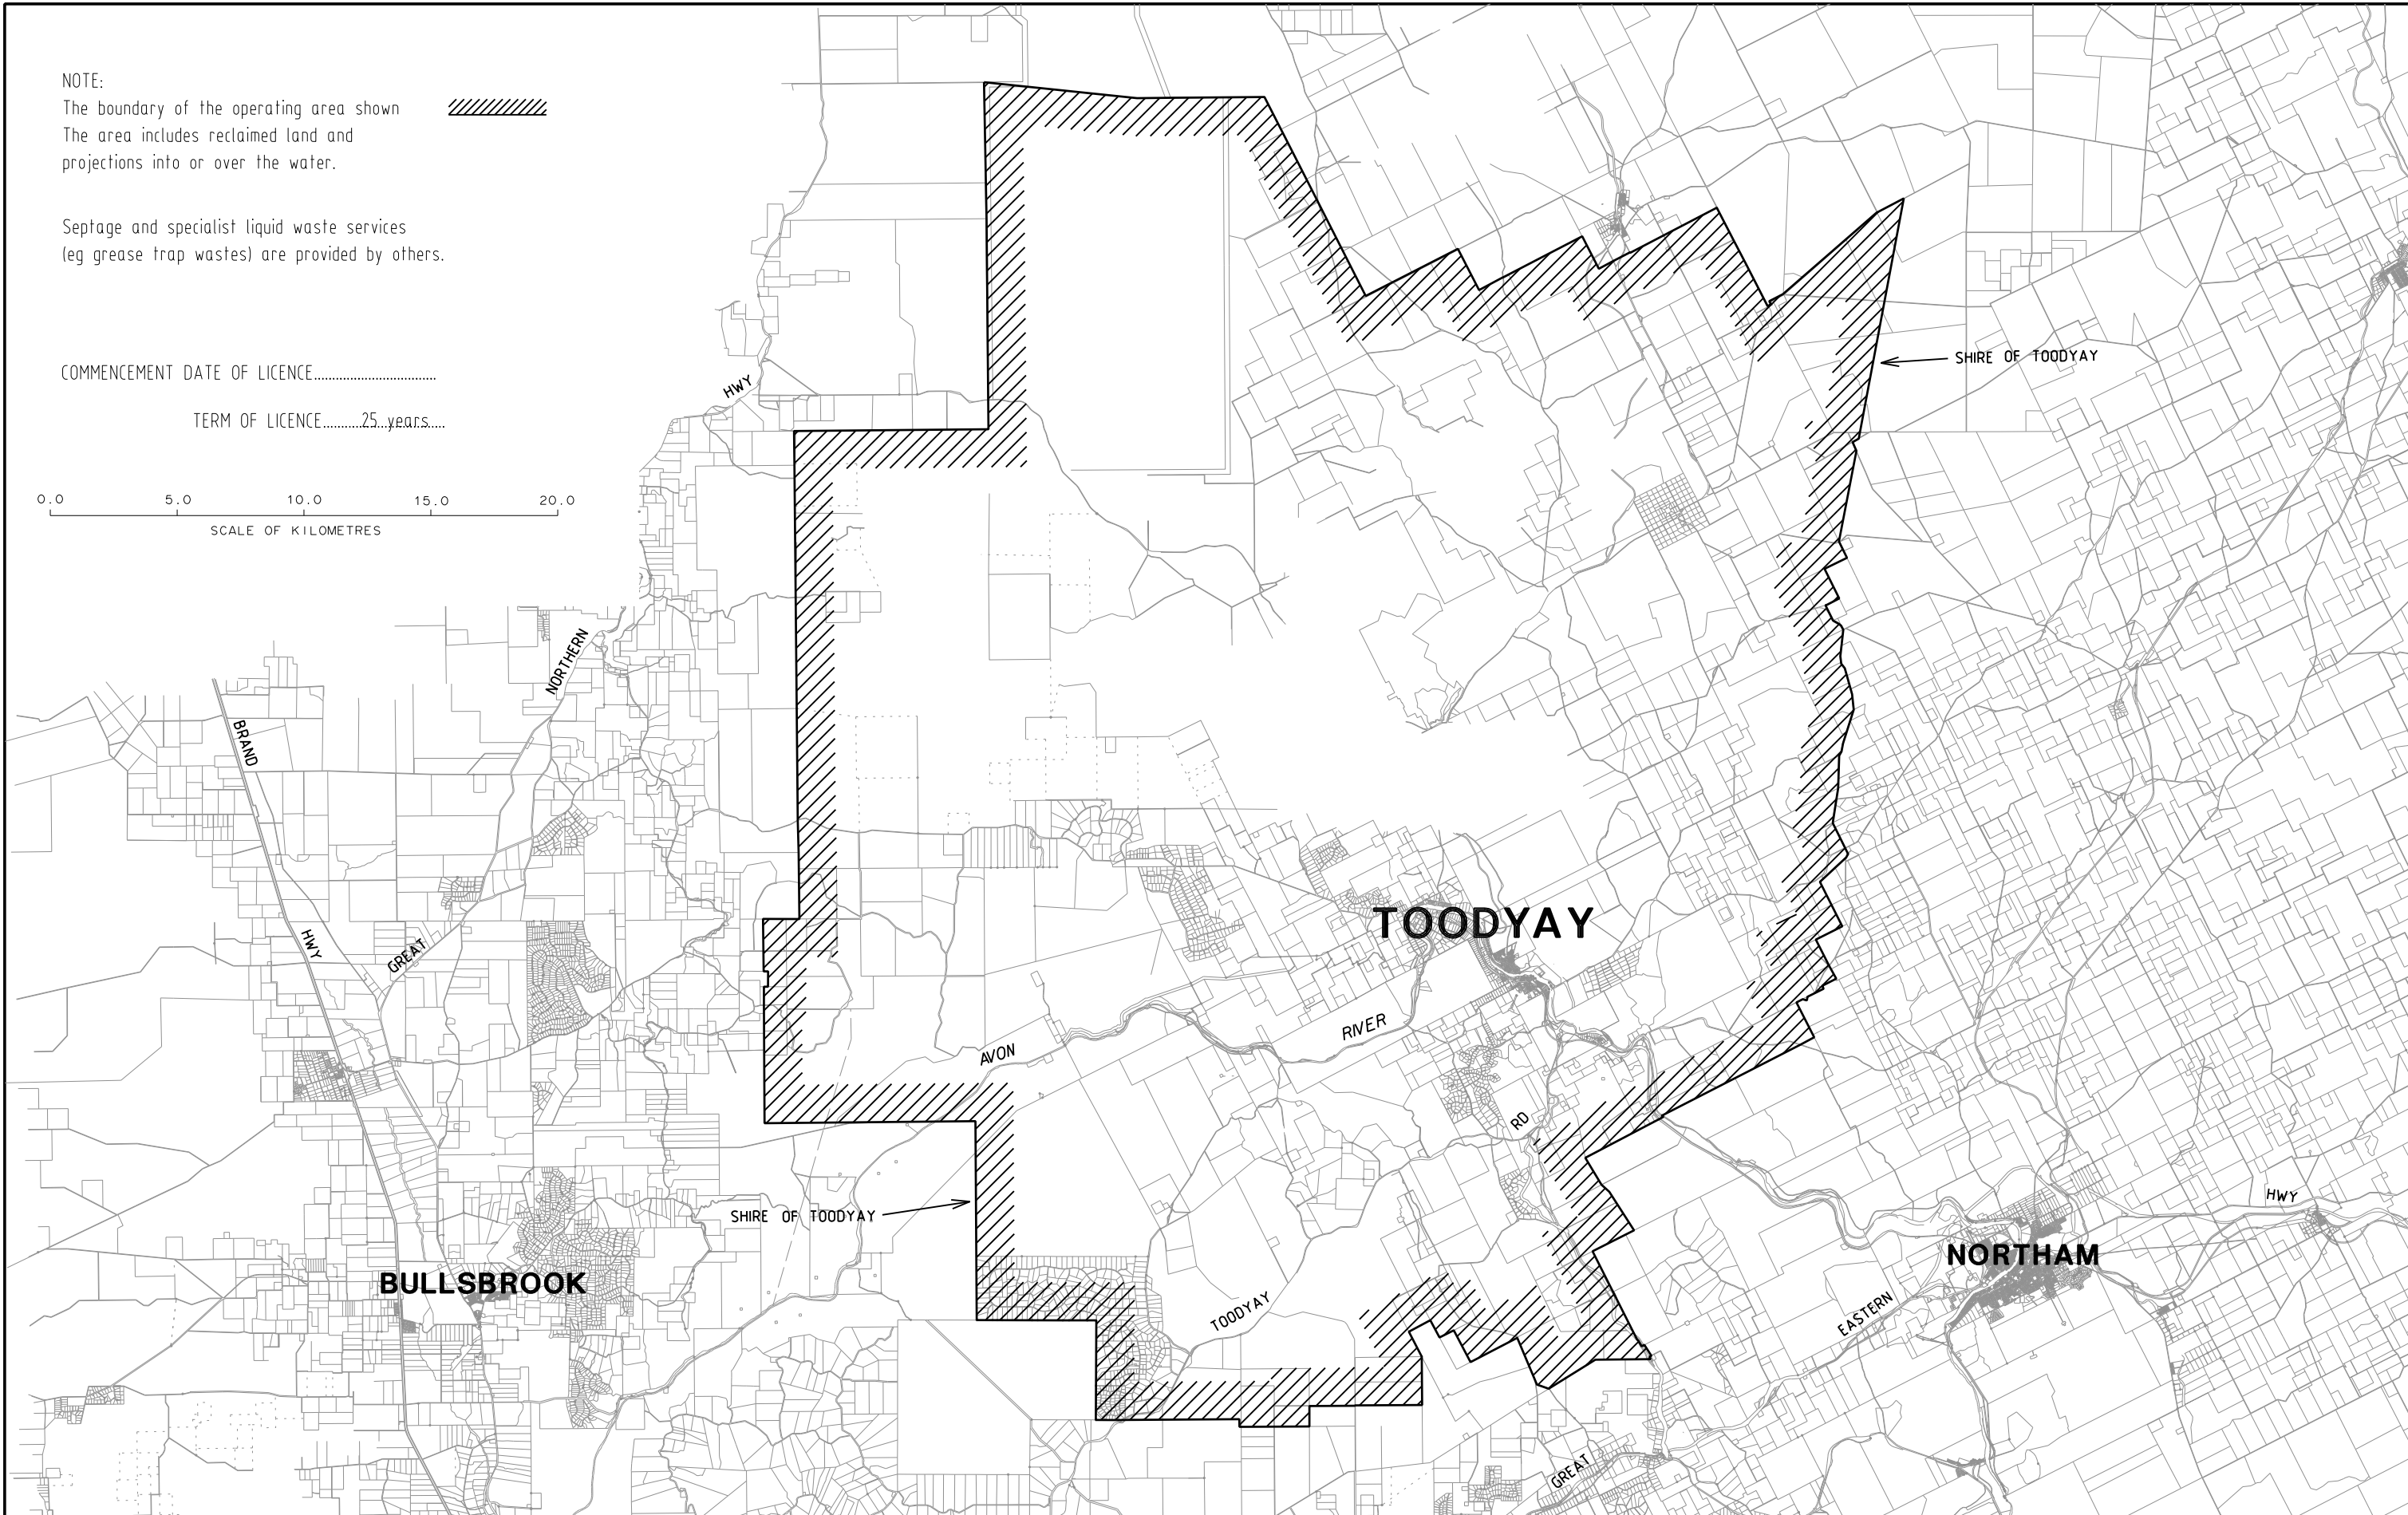 NOTE:
The boundary of the operating area shown
The area includes reclaimed land and
projections into or over the water.
Septage and specialist liquid waste services
(eg grease trap wastes) are provided by others.
COMMENCEMENT DATE OF LICENCE..................................
TERM OF LICENCE...........25 years.....
0.0 5.0 10.0 15.0 20.0
SCALE OF KILOMETRES
HWY
SHIRE OF TOODYAY
NORTHERN
BRAND
HWY
GREAT
TOODYAY
AVON
RIVER
RD
SHIRE OF TOODYAY
HWY
BULLSBROOK
NORTHAM
TOODYAY
EASTERN
GREAT